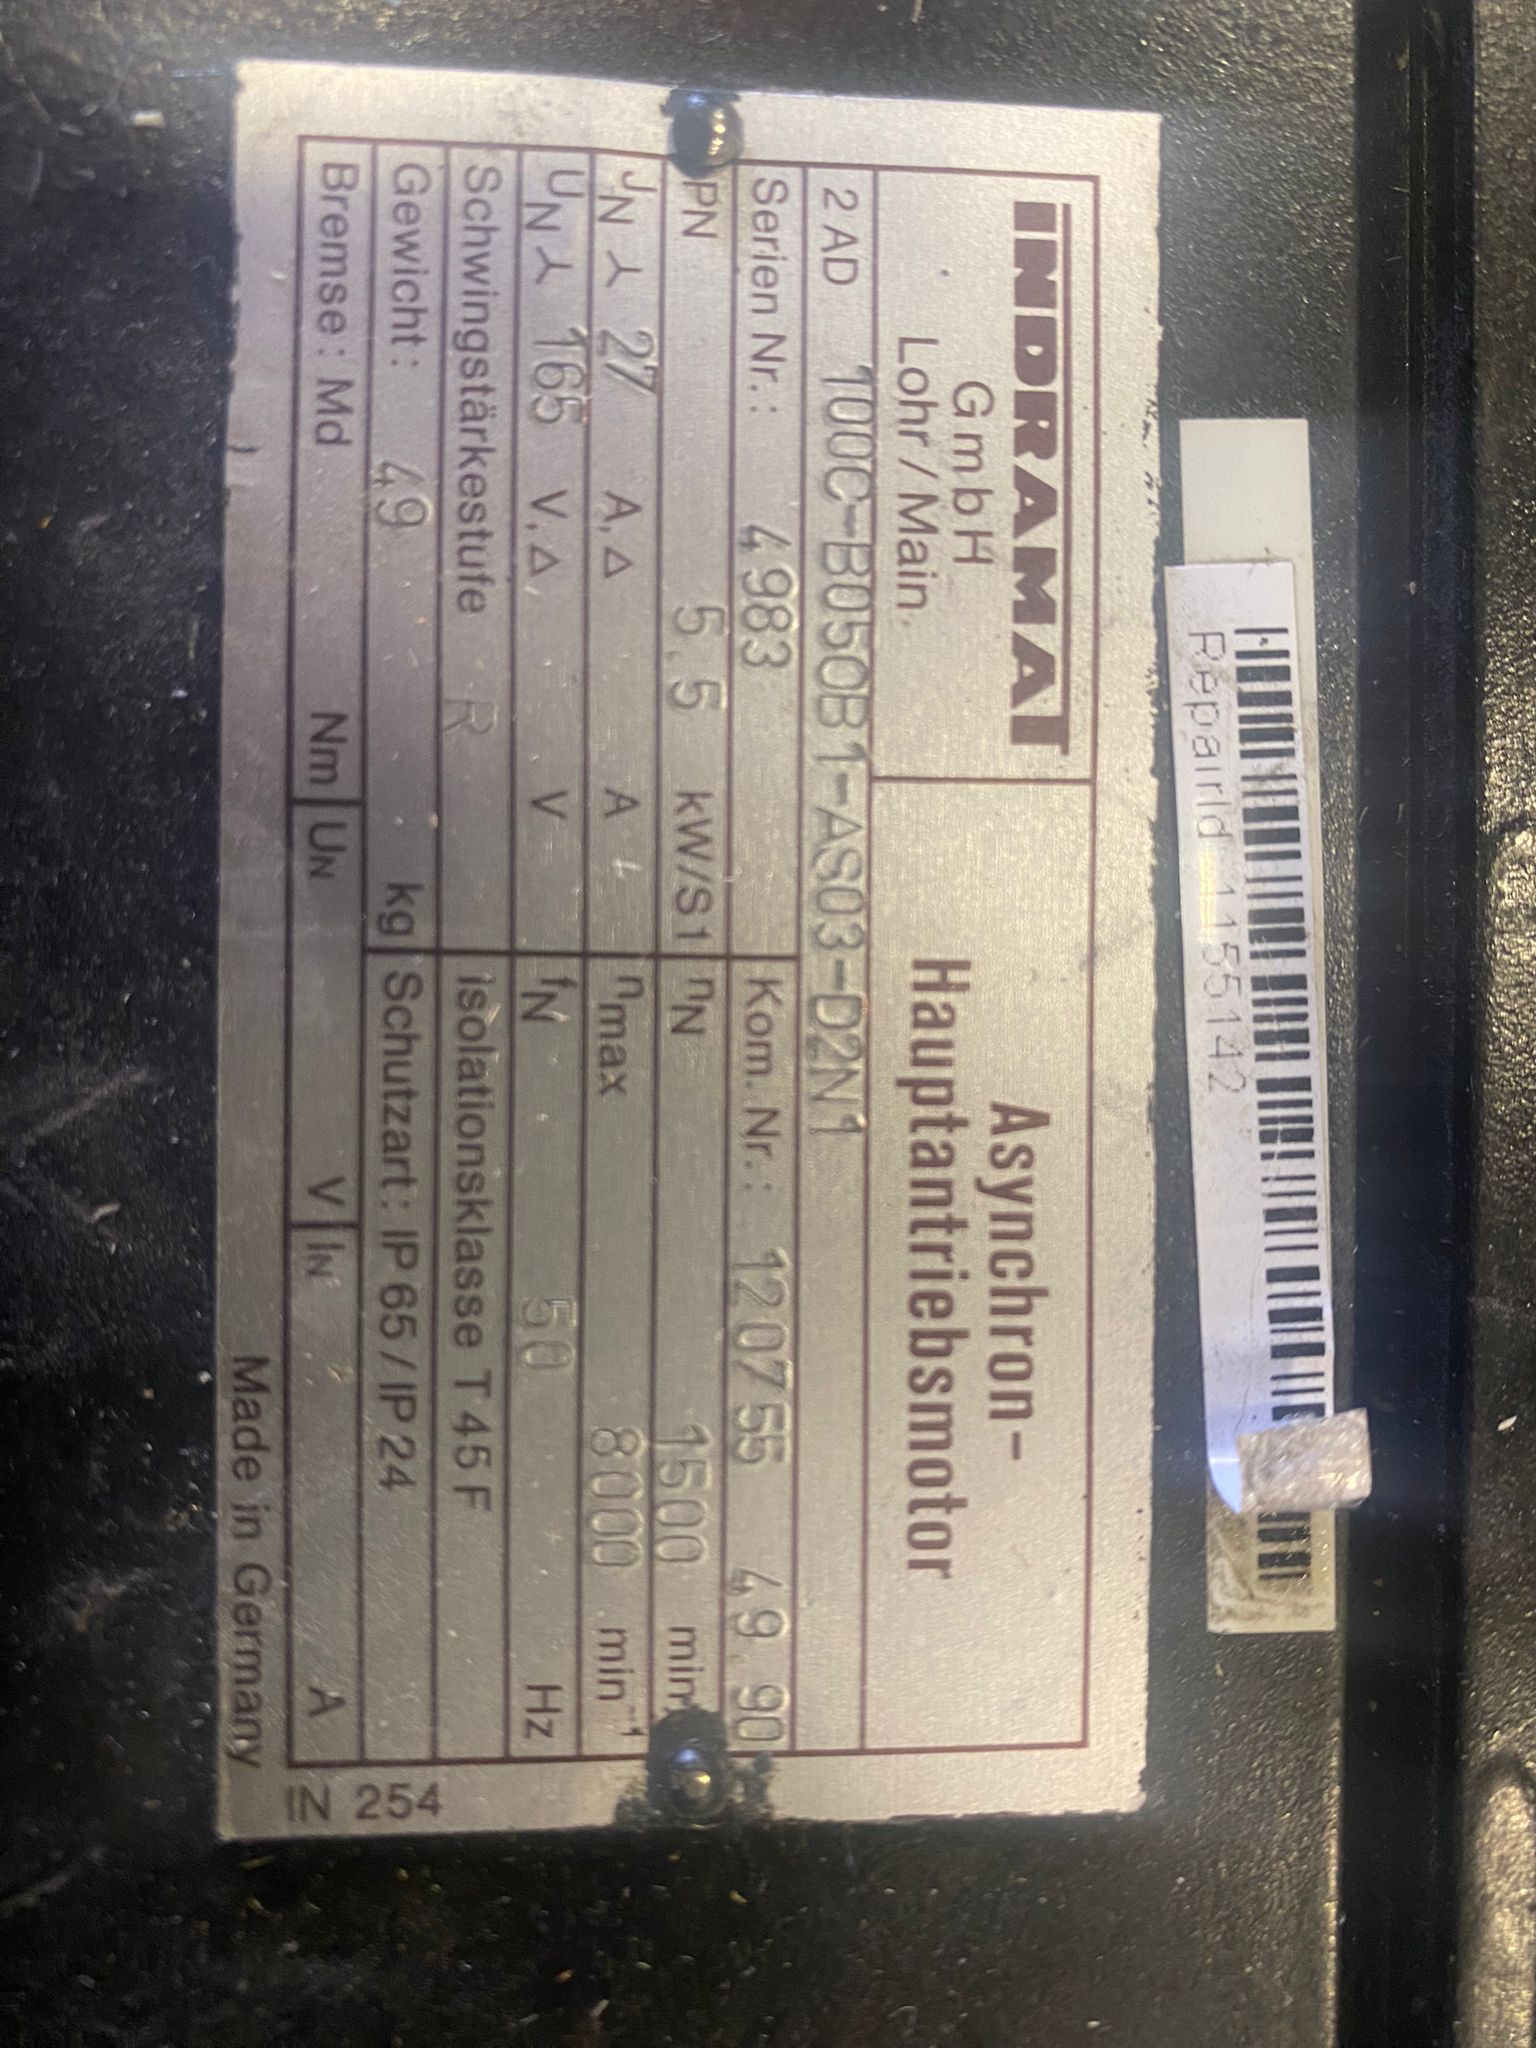 RepairId 1155142
INDRAMAT
GmbH
Lohr/Main
Asynchron-
Hauptantriebsmotor
2 AD 100C-B050B1-AS03-D2N1
Serien Nr.: 4983 Kom. Nr.: 120755 49.90
PN 5.5 kW/S1 nN 1500 min
JN ⅄ 27 A, △ A nmax 8000 min⁻¹
UN ⅄ 165 V, △, V fN 50 Hz
Schwingstärkestufe R Isolationsklasse T 45 F
Gewicht: 49 kg Schutzart: IP 65 / IP 24
Bremse: Md Nm UN V IN A
Made in Germany
IN 254